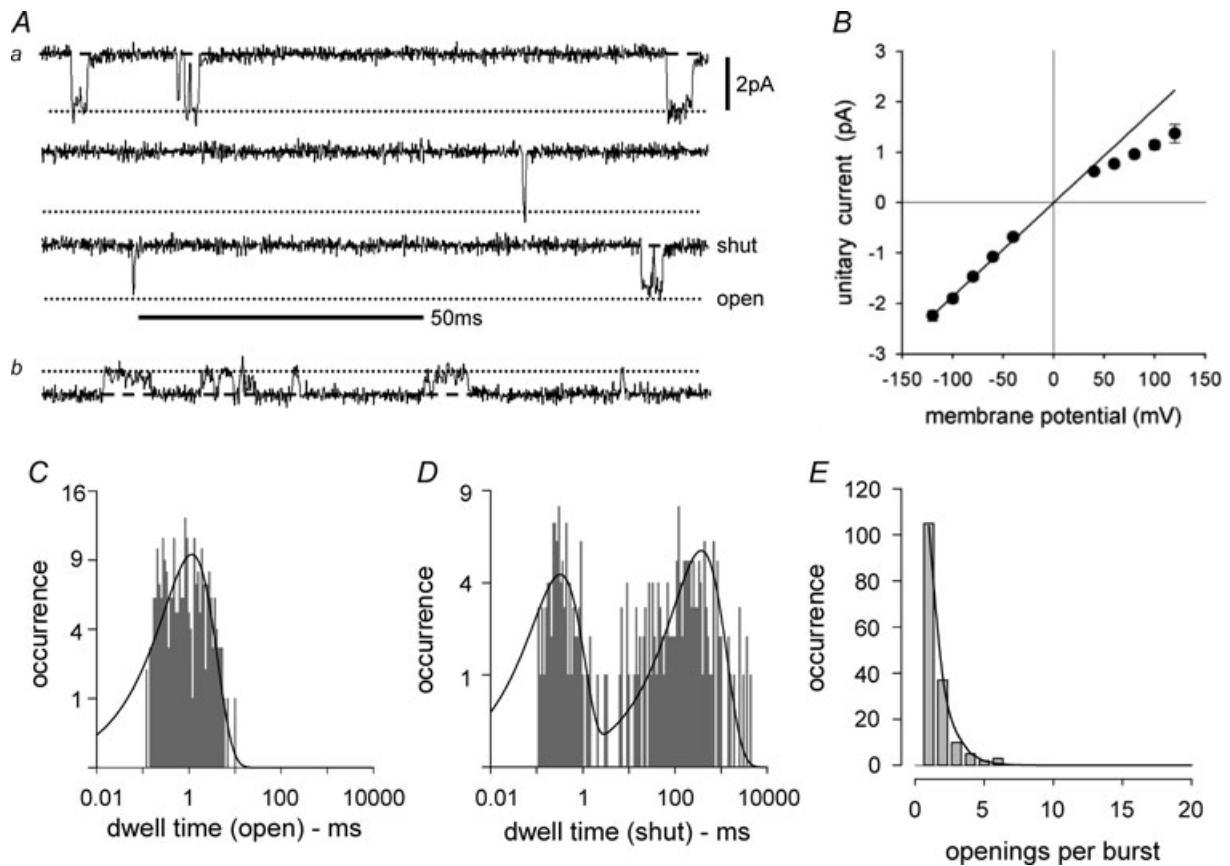 A
a
2pA
shut
open
50ms
b
B
3
2
1
0
-1
-2
-3
-150 -100 -50 0 50 100 150
unitary current (pA)
membrane potential (mV)
C
16
9
4
1
0.01 1 100 10000
occurrence
dwell time (open) - ms
D
9
4
1
0.01 1 100 10000
occurrence
dwell time (shut) - ms
E
120
100
80
60
40
20
0
0 5 10 15 20
occurrence
openings per burst